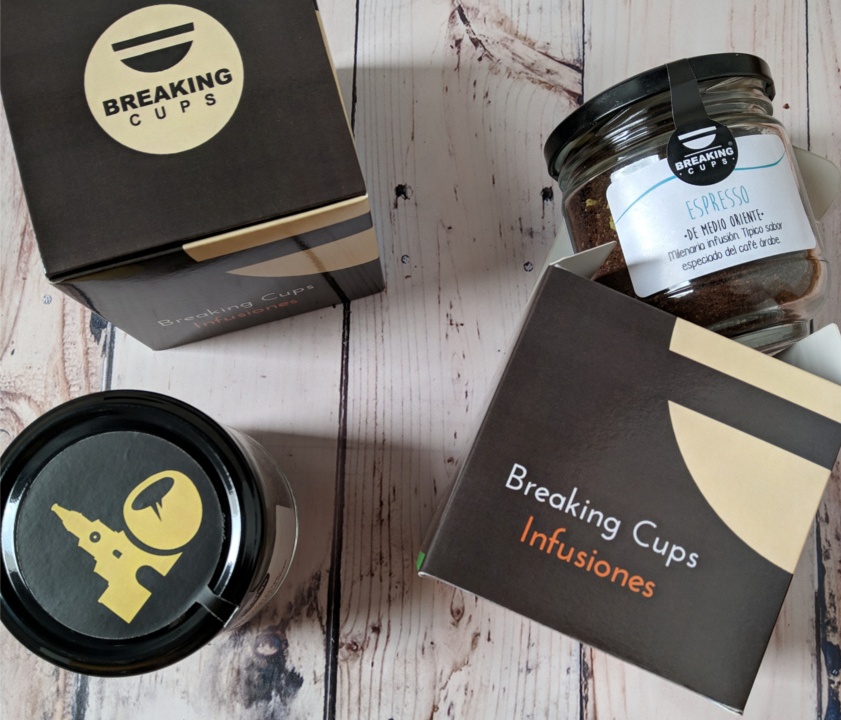 BREAKING
CUPS
Breaking Cups
Infusiones
BREAKING
CUPS
ESPRESSO
•DE MEDIO ORIENTE•
Milenaria infusión. Típico sabor
especiado del café árabe.
Breaking Cups
Infusiones